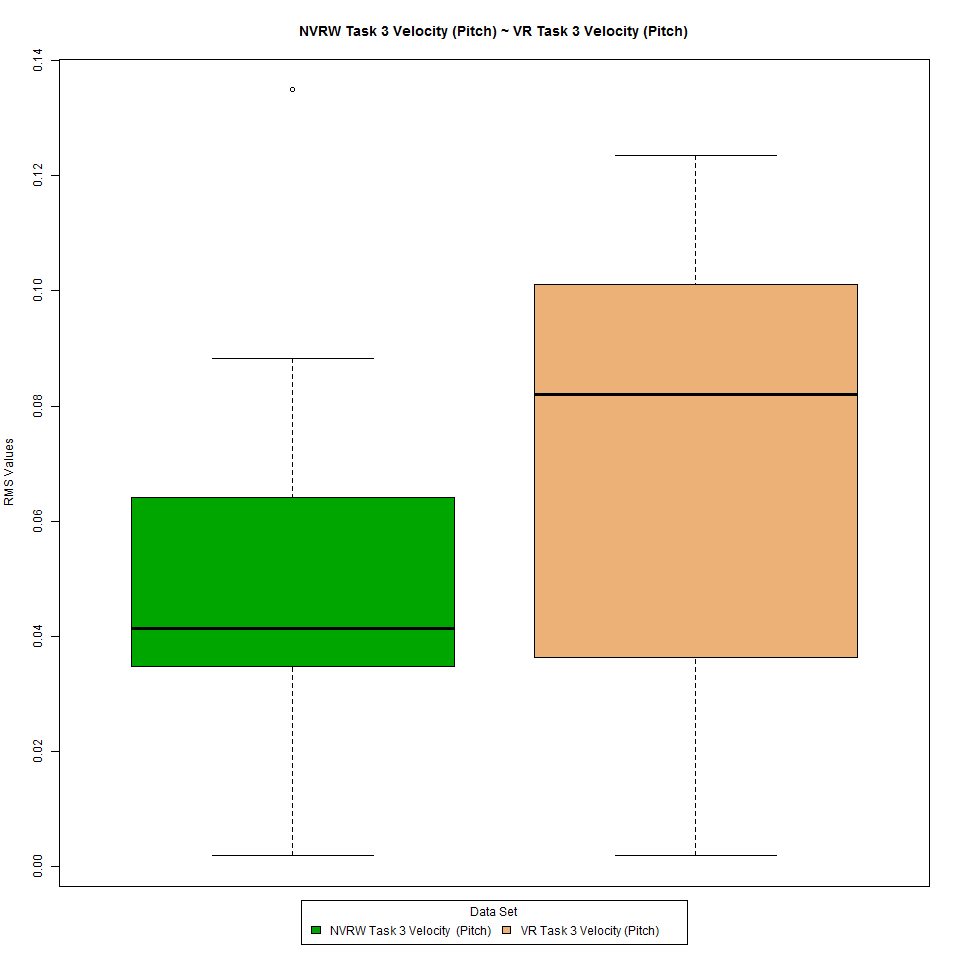 NVRW Task 3 Velocity (Pitch) ~ VR Task 3 Velocity (Pitch)
0.14
0.12
0.10
0.08
0.06
0.04
0.02
0.00
RMS Values
Data Set
NVRW Task 3 Velocity (Pitch) VR Task 3 Velocity (Pitch)